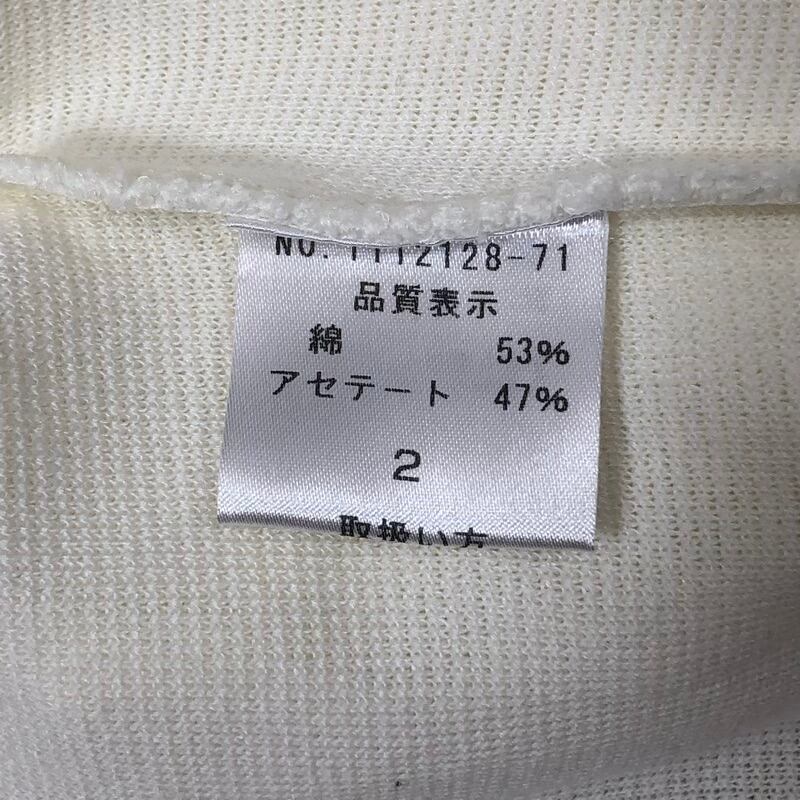 NO. 1112128-71
品質表示
綿 53%
アセテート 47%
2
取扱い方